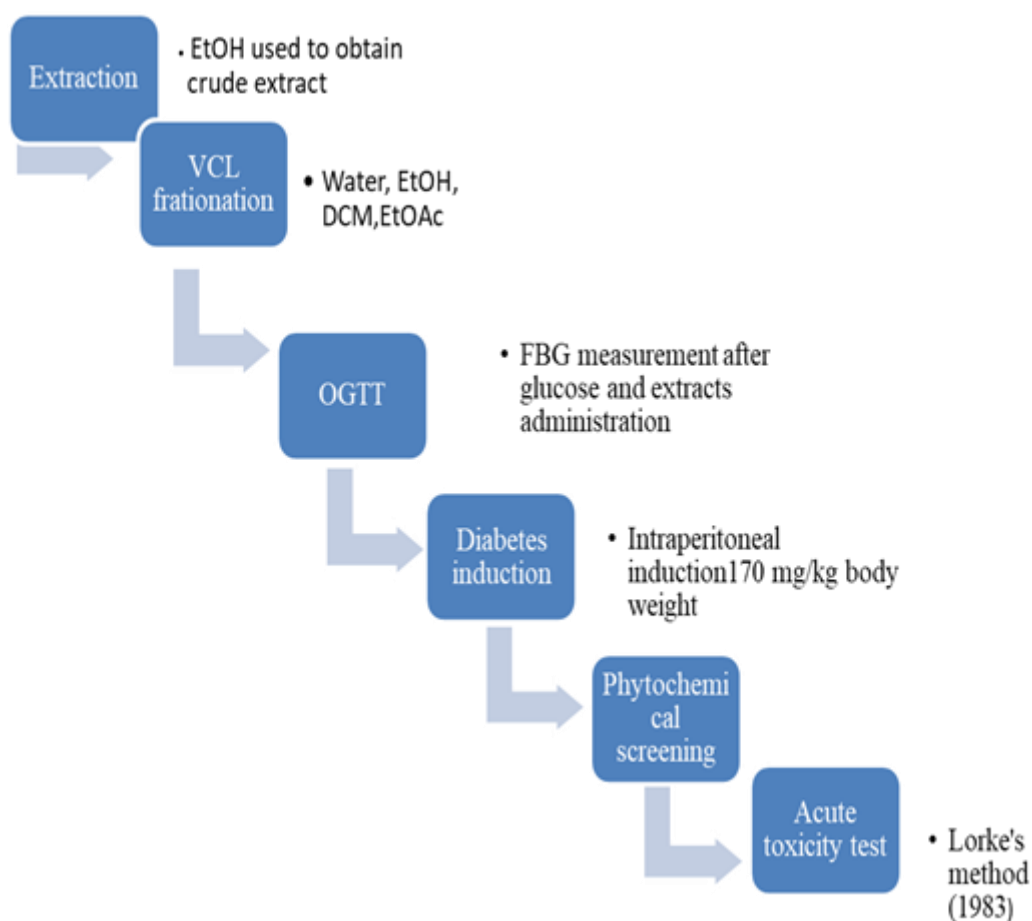 Extraction
• EtOH used to obtain
crude extract
VCL
frationation
• Water, EtOH,
DCM,EtOAc
OGTT
• FBG measurement after
glucose and extracts
administration
Diabetes
induction
• Intraperitoneal
induction170 mg/kg body
weight
Phytochemi
cal
screening
Acute
toxicity test
• Lorke's
method
(1983)